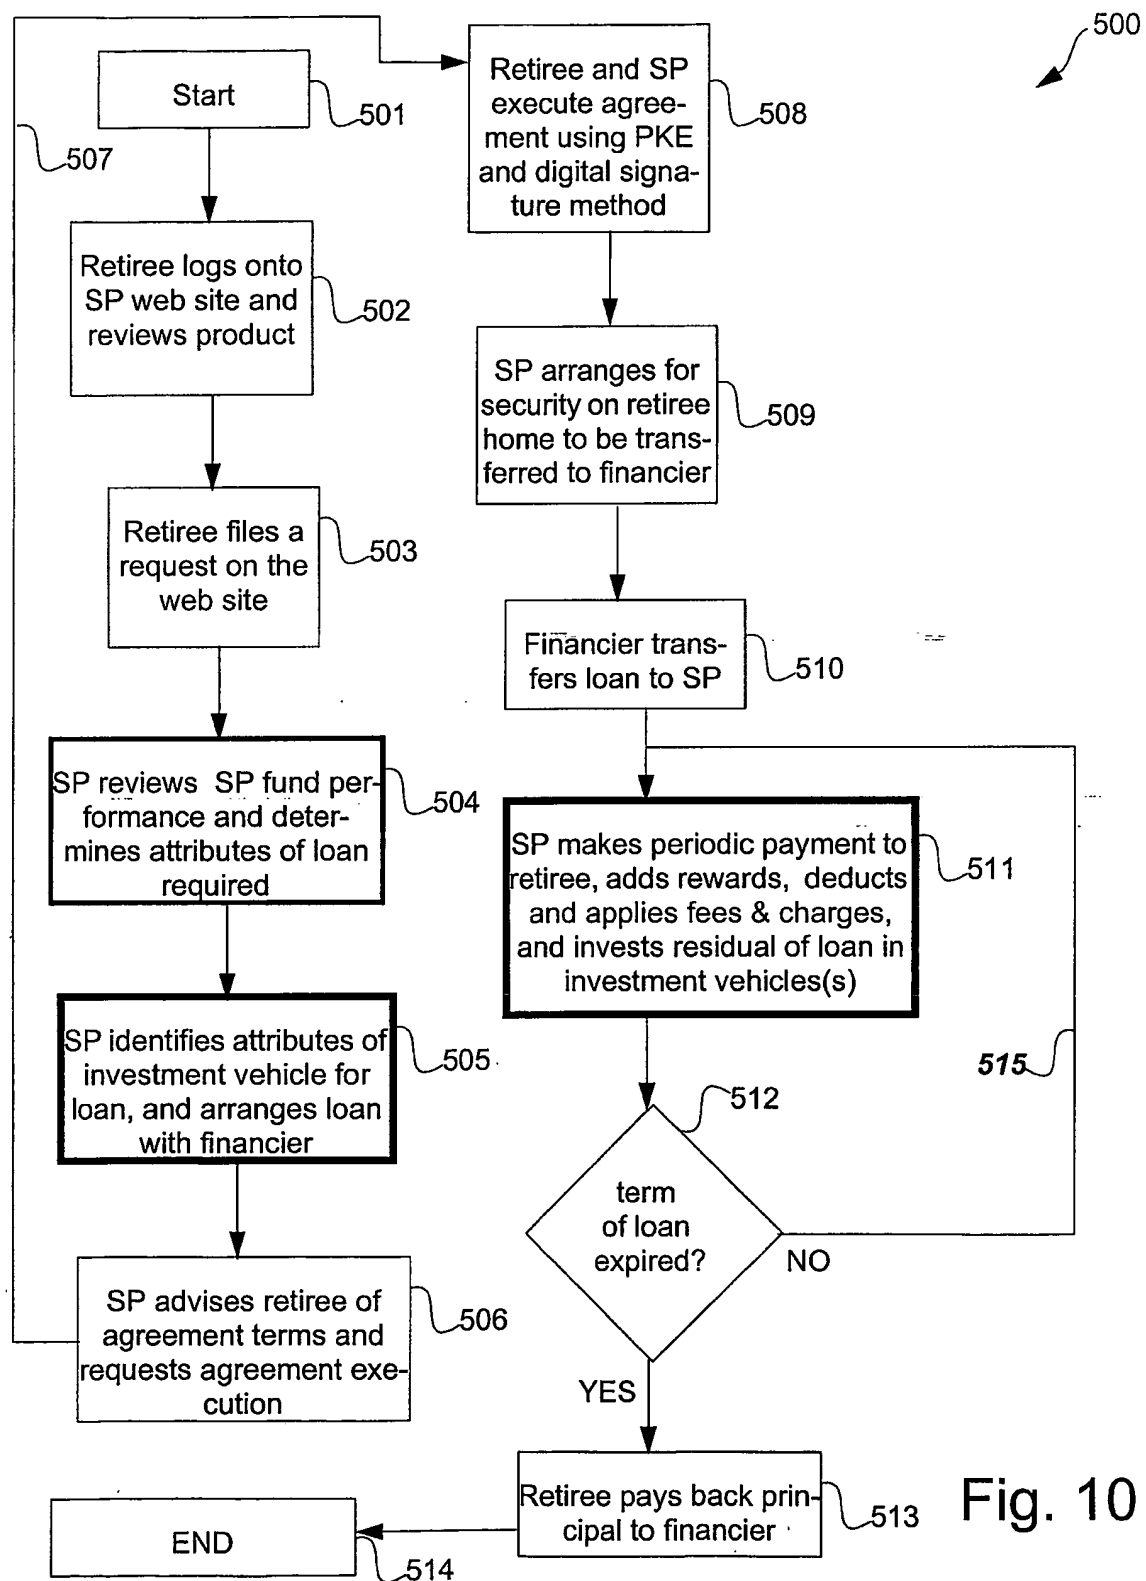 500
Start
501
507
Retiree logs onto
SP web site and
reviews product
502
Retiree files a
request on the
web site
503
SP reviews SP fund per-
formance and deter-
mines attributes of loan
required
504
SP identifies attributes of
investment vehicle for
loan, and arranges loan
with financier
505
SP advises retiree of
agreement terms and
requests agreement exe-
cution
506
Retiree and SP
execute agree-
ment using PKE
and digital signa-
ture method
508
SP arranges for
security on retiree
home to be trans-
ferred to financier
509
Financier trans-
fers loan to SP
510
SP makes periodic payment to
retiree, adds rewards, deducts
and applies fees & charges,
and invests residual of loan in
investment vehicles(s)
511
515
term
of loan
expired?
512
NO
YES
Retiree pays back prin-
cipal to financier
513
END
514
Fig. 10